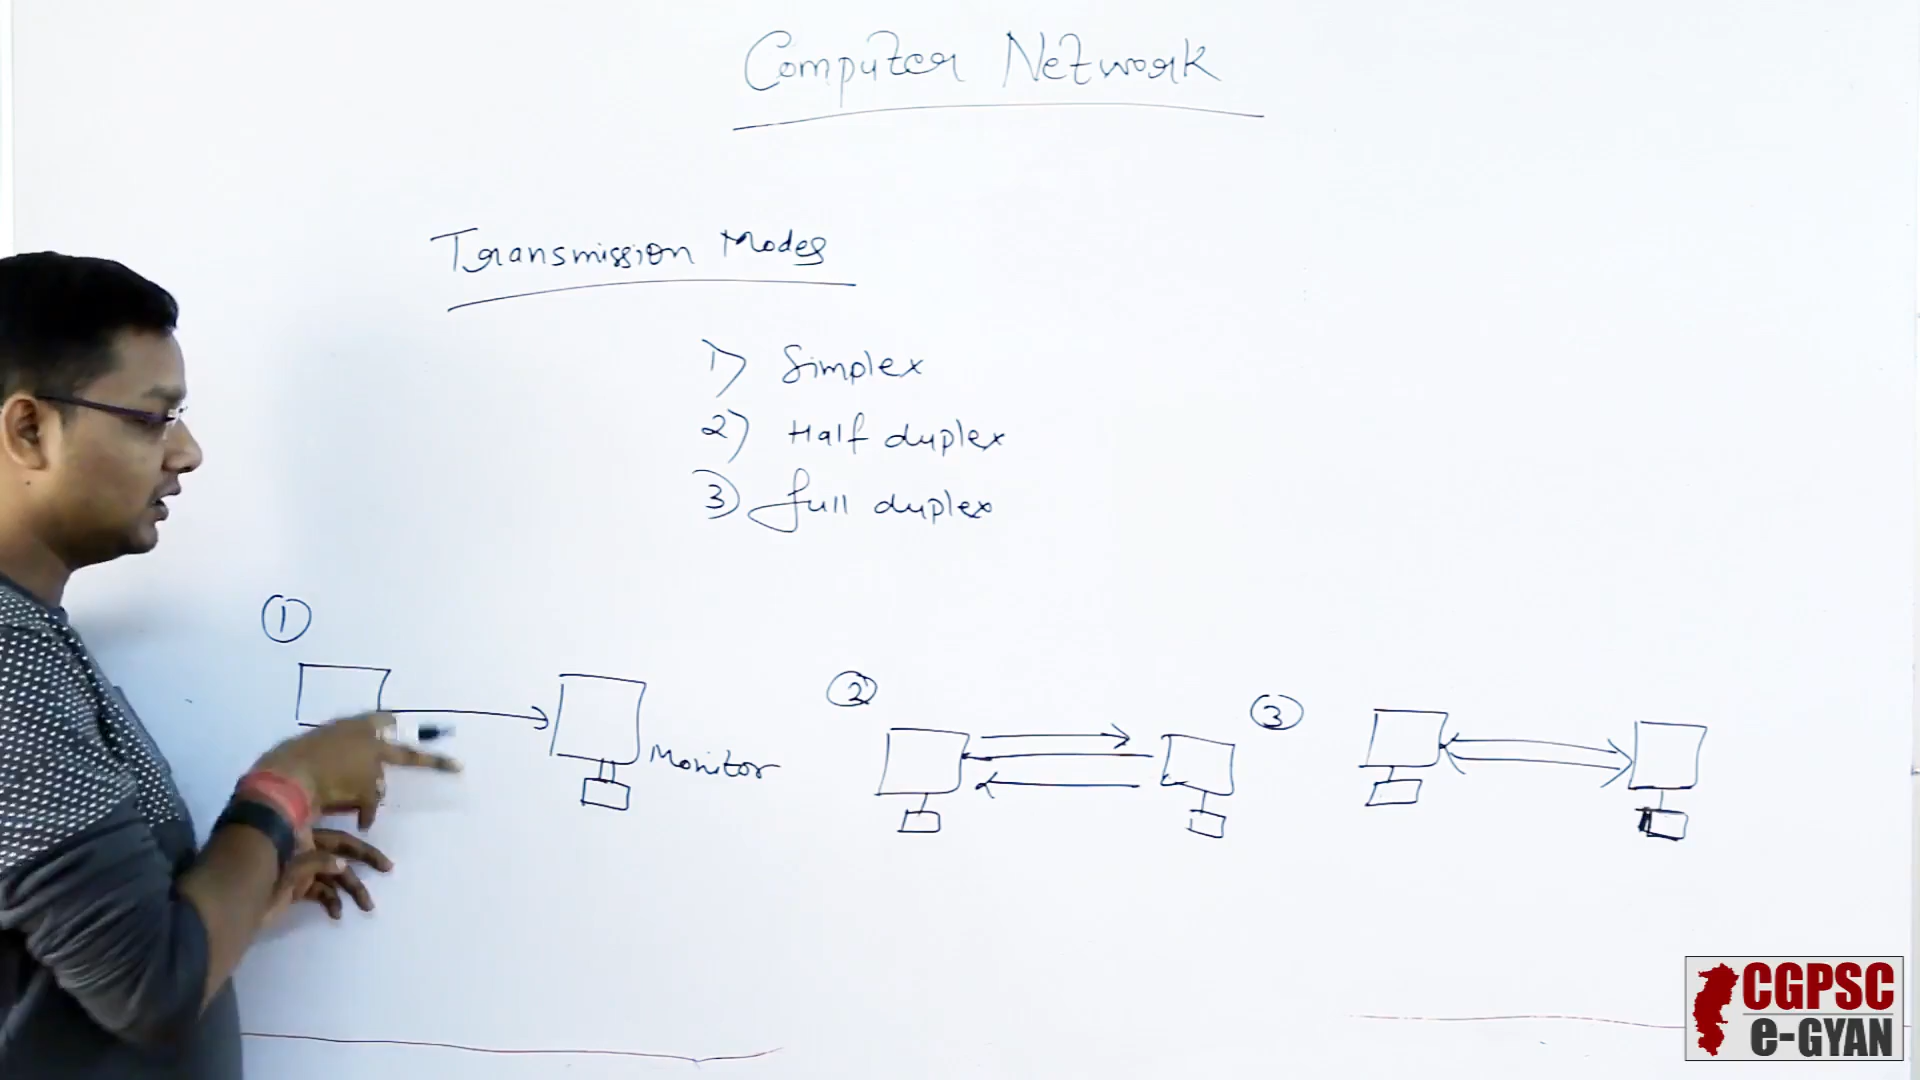 Computer Network
Transmission Modes
1) Simplex
2) Half duplex
3) full duplex
1
Monitor
2
3
CGPSC
e-GYAN